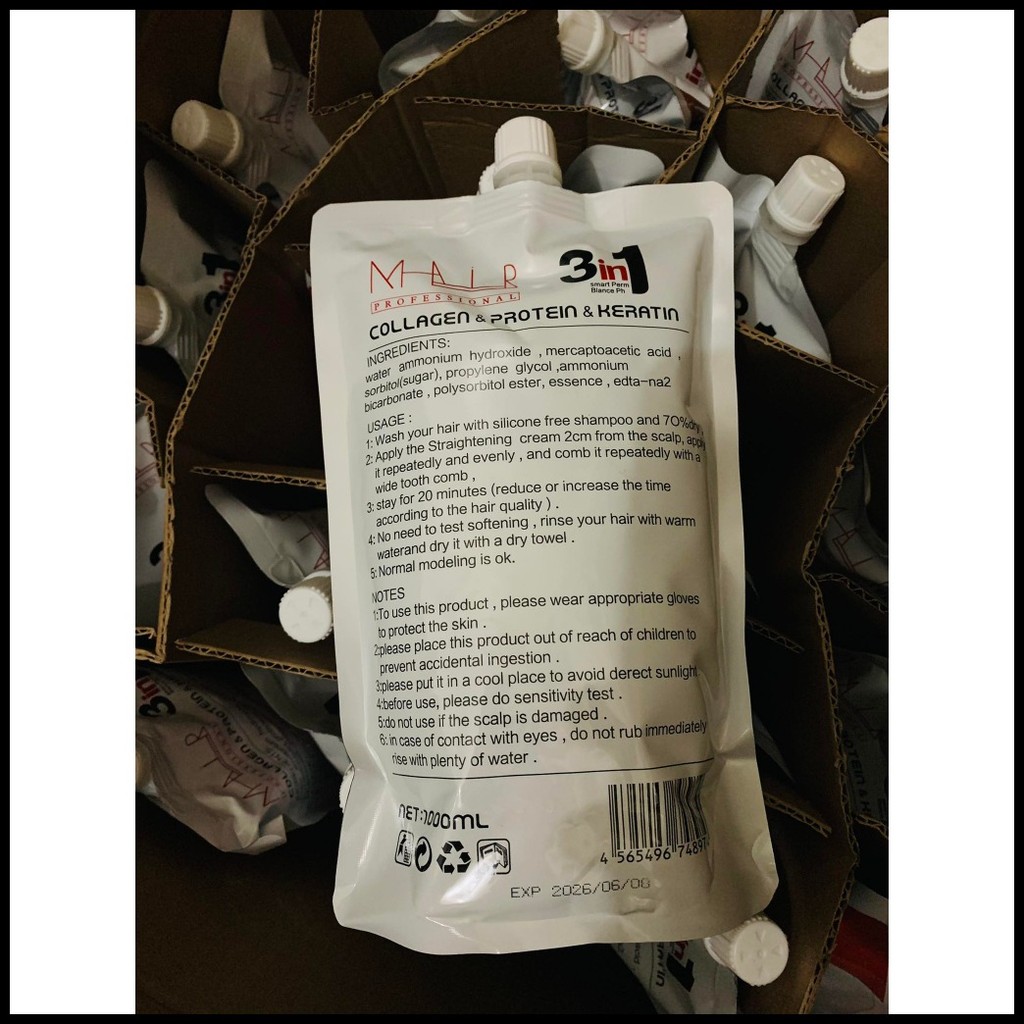 MAIR
PROFESSIONAL
3in1
smart Perm
Blance Ph
COLLAGEN & PROTEIN & KERATIN
INGREDIENTS:
water ammonium hydroxide , mercaptoacetic acid ,
sorbitol(sugar), propylene glycol ,ammonium
bicarbonate , polysorbitol ester, essence , edta-na2
USAGE :
1: Wash your hair with silicone free shampoo and 70%dry,
2: Apply the Straightening cream 2cm from the scalp, apply
it repeatedly and evenly , and comb it repeatedly with a
wide tooth comb ,
3: stay for 20 minutes (reduce or increase the time
according to the hair quality ) .
4: No need to test softening , rinse your hair with warm
waterand dry it with a dry towel .
5: Normal modeling is ok.
NOTES
1:To use this product , please wear appropriate gloves
to protect the skin .
2:please place this product out of reach of children to
prevent accidental ingestion .
3:please put it in a cool place to avoid derect sunlight
4:before use, please do sensitivity test .
5:do not use if the scalp is damaged .
6: in case of contact with eyes , do not rub immediately
rise with plenty of water .
NET:1000ML
4 565496 74897
EXP 2026/06/08